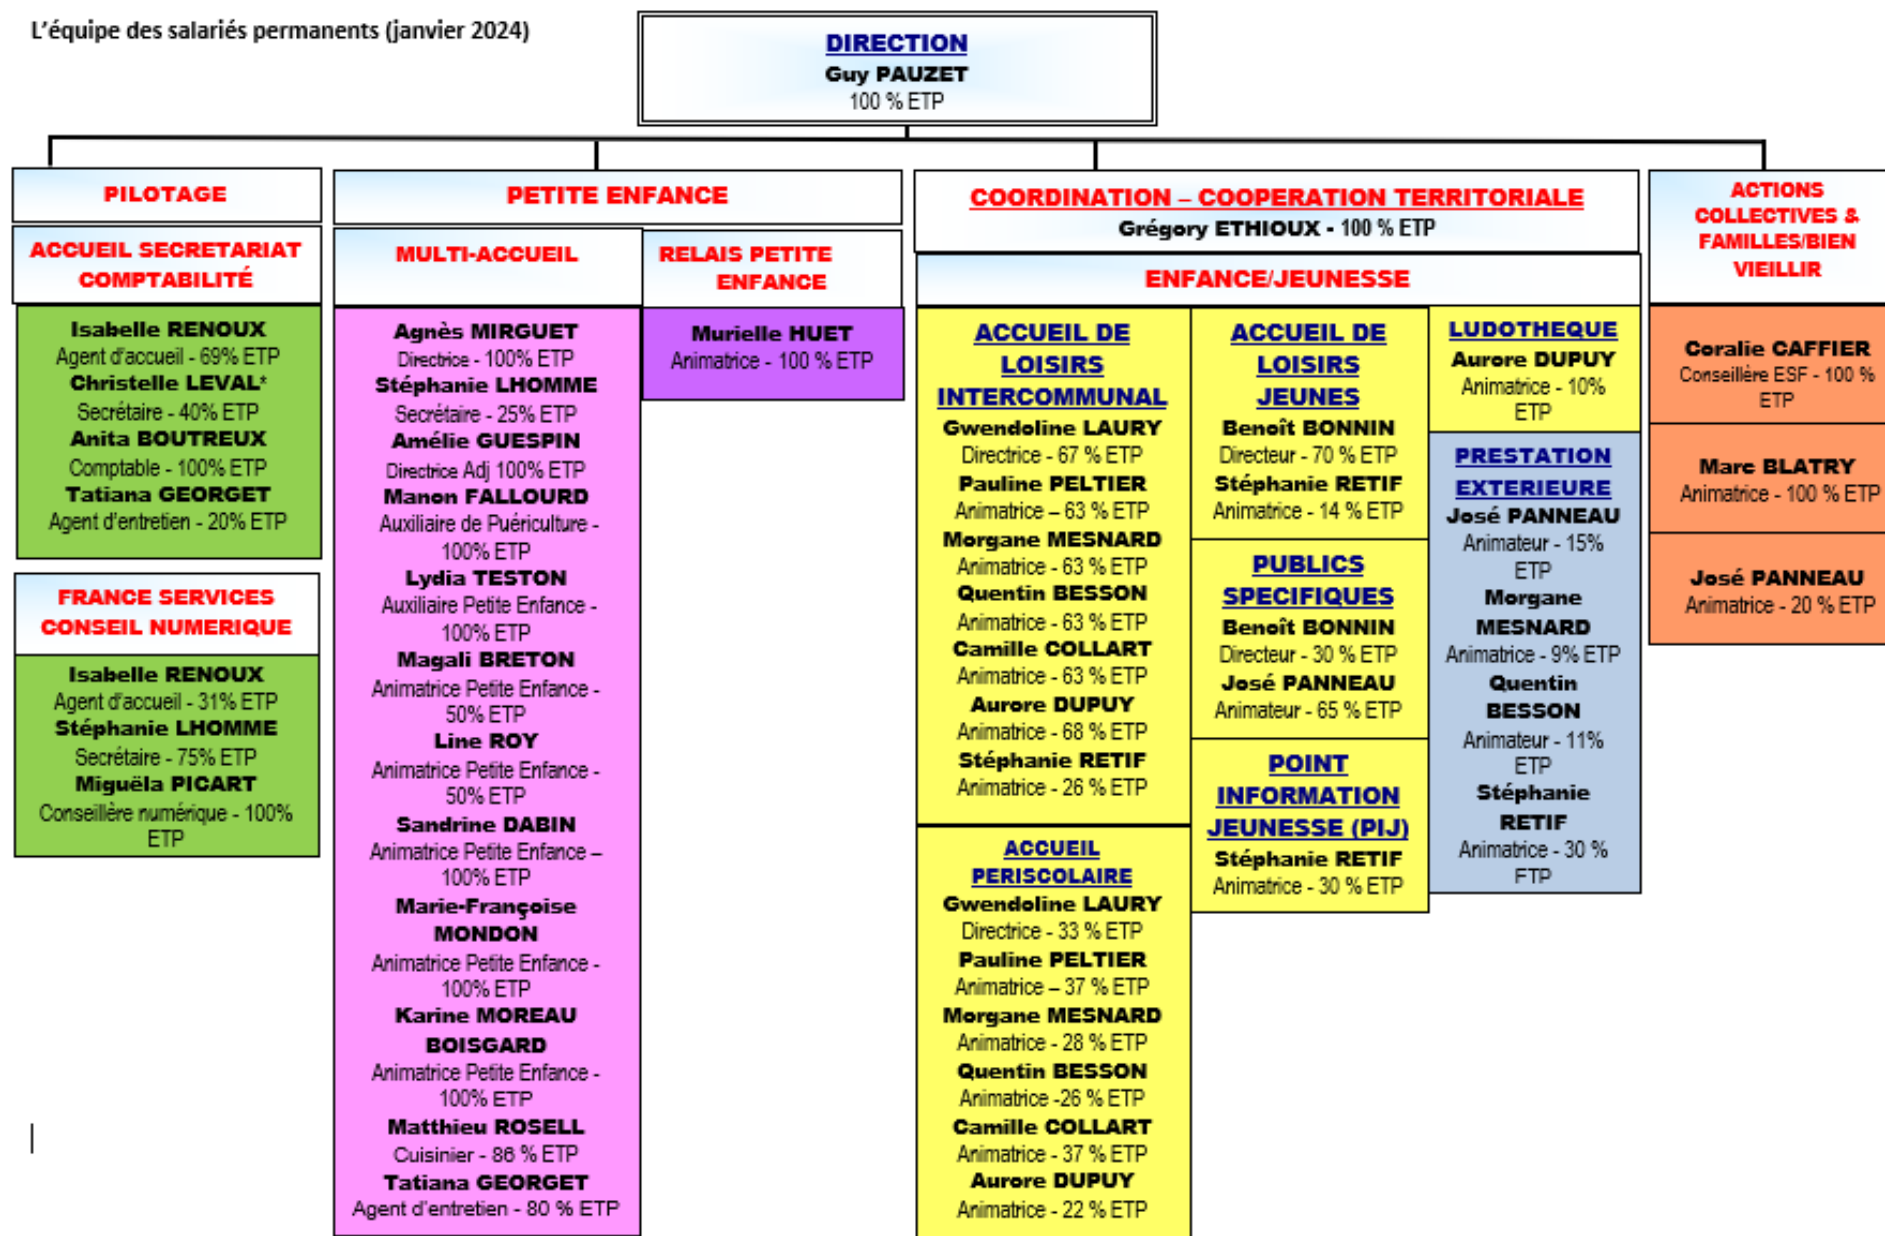 L'équipe des salariés permanents (janvier 2024)
DIRECTION
Guy PAUZET
100 % ETP
PILOTAGE
ACCUEIL SECRETARIAT
COMPTABILITÉ
Isabelle RENOUX
Agent d'accueil - 69% ETP
Christelle LEVAL*
Secrétaire - 40% ETP
Anita BOUTREUX
Comptable - 100% ETP
Tatiana GEORGET
Agent d'entretien - 20% ETP
FRANCE SERVICES
CONSEIL NUMERIQUE
Isabelle RENOUX
Agent d'accueil - 31% ETP
Stéphanie LHOMME
Secrétaire - 75% ETP
Miguëla PICART
Conseillère numérique - 100%
ETP
PETITE ENFANCE
MULTI-ACCUEIL
Agnès MIRGUET
Directrice - 100% ETP
Stéphanie LHOMME
Secrétaire - 25% ETP
Amélie GUESPIN
Directrice Adj 100% ETP
Manon FALLOURD
Auxiliaire de Puériculture -
100% ETP
Lydia TESTON
Auxiliaire Petite Enfance -
100% ETP
Magali BRETON
Animatrice Petite Enfance -
50% ETP
Line ROY
Animatrice Petite Enfance -
50% ETP
Sandrine DABIN
Animatrice Petite Enfance –
100% ETP
Marie-Françoise
MONDON
Animatrice Petite Enfance -
100% ETP
Karine MOREAU
BOISGARD
Animatrice Petite Enfance -
100% ETP
Matthieu ROSELL
Cuisinier - 86 % ETP
Tatiana GEORGET
Agent d'entretien - 80 % ETP
RELAIS PETITE
ENFANCE
Murielle HUET
Animatrice - 100 % ETP
COORDINATION – COOPERATION TERRITORIALE
Grégory ETHIOUX - 100 % ETP
ENFANCE/JEUNESSE
ACCUEIL DE
LOISIRS
INTERCOMMUNAL
Gwendoline LAURY
Directrice - 67 % ETP
Pauline PELTIER
Animatrice – 63 % ETP
Morgane MESNARD
Animatrice - 63 % ETP
Quentin BESSON
Animatrice - 63 % ETP
Camille COLLART
Animatrice - 63 % ETP
Aurore DUPUY
Animatrice - 68 % ETP
Stéphanie RETIF
Animatrice - 26 % ETP
ACCUEIL
PERISCOLAIRE
Gwendoline LAURY
Directrice - 33 % ETP
Pauline PELTIER
Animatrice – 37 % ETP
Morgane MESNARD
Animatrice - 28 % ETP
Quentin BESSON
Animatrice -26 % ETP
Camille COLLART
Animatrice - 37 % ETP
Aurore DUPUY
Animatrice - 22 % ETP
ACCUEIL DE
LOISIRS
JEUNES
Benoît BONNIN
Directeur - 70 % ETP
Stéphanie RETIF
Animatrice - 14 % ETP
PUBLICS
SPECIFIQUES
Benoît BONNIN
Directeur - 30 % ETP
José PANNEAU
Animateur - 65 % ETP
POINT
INFORMATION
JEUNESSE (PIJ)
Stéphanie RETIF
Animatrice - 30 % ETP
LUDOTHEQUE
Aurore DUPUY
Animatrice - 10%
ETP
PRESTATION
EXTERIEURE
José PANNEAU
Animateur - 15%
ETP
Morgane
MESNARD
Animatrice - 9% ETP
Quentin
BESSON
Animateur - 11%
ETP
Stéphanie
RETIF
Animatrice - 30 %
ETP
ACTIONS
COLLECTIVES &
FAMILLES/BIEN
VIEILLIR
Coralie CAFFIER
Conseillère ESF - 100 %
ETP
Marc BLATRY
Animatrice - 100 % ETP
José PANNEAU
Animatrice - 20 % ETP